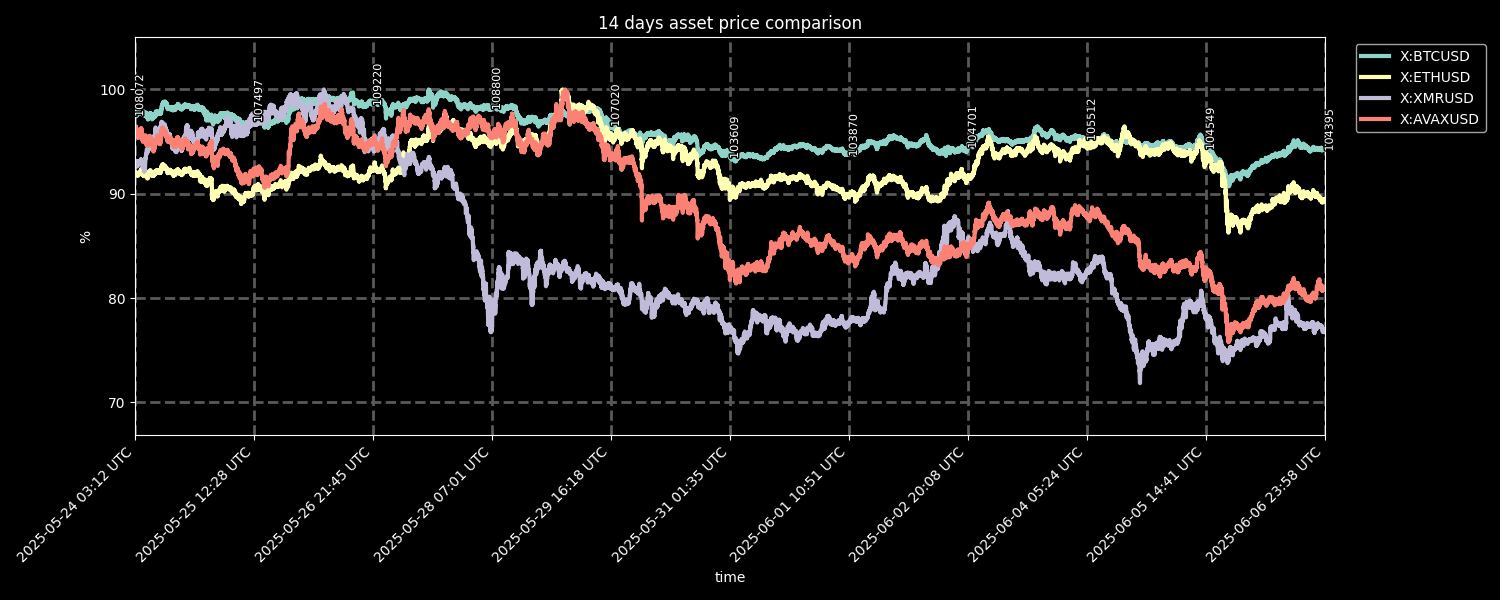 14 days asset price comparison
X:BTCUSD
X:ETHUSD
X:XMRUSD
X:AVAXUSD
100
90
80
70
%
108072
107497
109220
108800
107020
103609
103870
104701
105512
104549
104395
2025-05-24 03:12 UTC
2025-05-25 12:28 UTC
2025-05-26 21:45 UTC
2025-05-28 07:01 UTC
2025-05-29 16:18 UTC
2025-05-31 01:35 UTC
2025-06-01 10:51 UTC
2025-06-02 20:08 UTC
2025-06-04 05:24 UTC
2025-06-05 14:41 UTC
2025-06-06 23:58 UTC
time